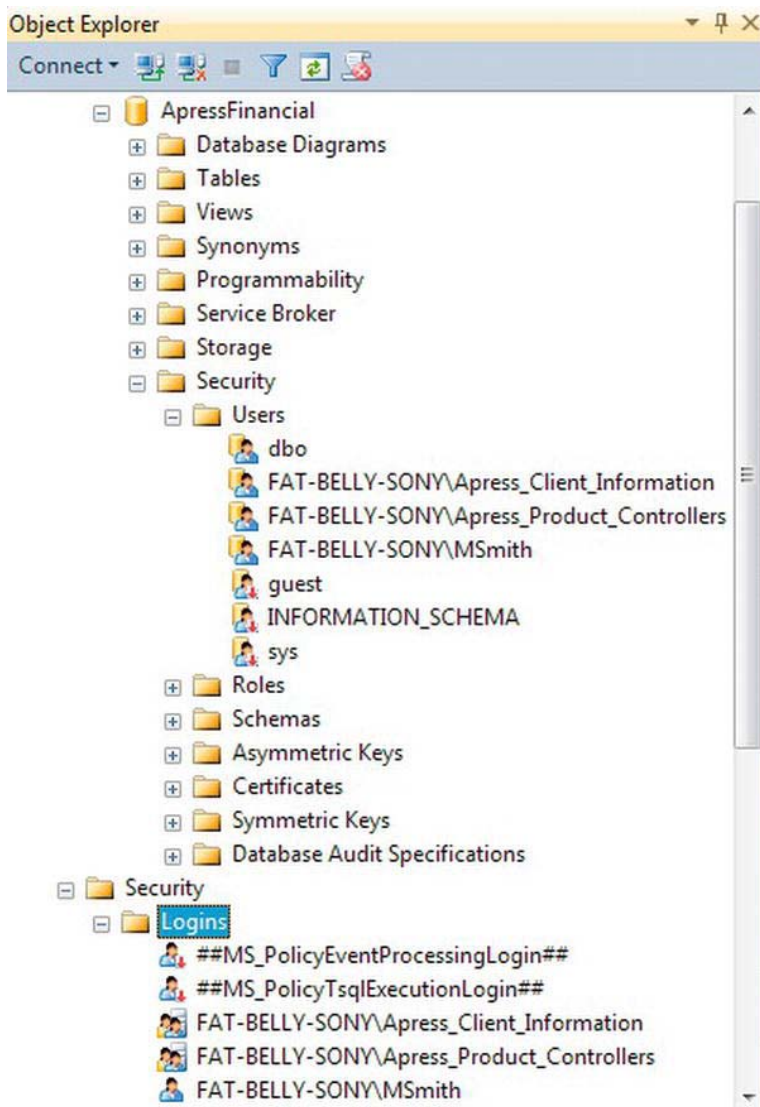 Object Explorer
Connect
ApressFinancial
Database Diagrams
Tables
Views
Synonyms
Programmability
Service Broker
Storage
Security
Users
dbo
FAT-BELLY-SONY\Apress_Client_Information
FAT-BELLY-SONY\Apress_Product_Controllers
FAT-BELLY-SONY\MSmith
guest
INFORMATION_SCHEMA
sys
Roles
Schemas
Asymmetric Keys
Certificates
Symmetric Keys
Database Audit Specifications
Security
Logins
##MS_PolicyEventProcessingLogin##
##MS_PolicyTsqlExecutionLogin##
FAT-BELLY-SONY\Apress_Client_Information
FAT-BELLY-SONY\Apress_Product_Controllers
FAT-BELLY-SONY\MSmith